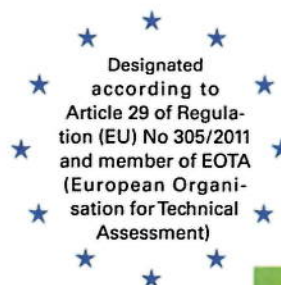 Designated
according to
Article 29 of Regula-
tion (EU) No 305/2011
and member of EOTA
(European Organi-
sation for Technical
Assessment)